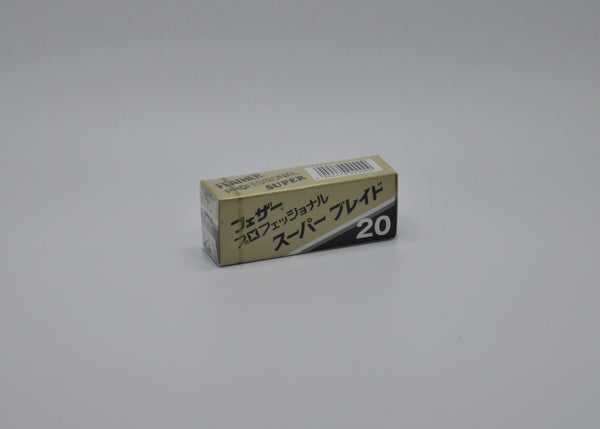 FEATHER
PROFESSIONAL
SUPER
フェザー
プロフェッショナル
スーパー ブレイド
20